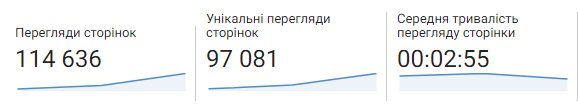 Перегляди сторінок
114 636
Унікальні перегляди
сторінок
97 081
Середня тривалість
перегляду сторінки
00:02:55